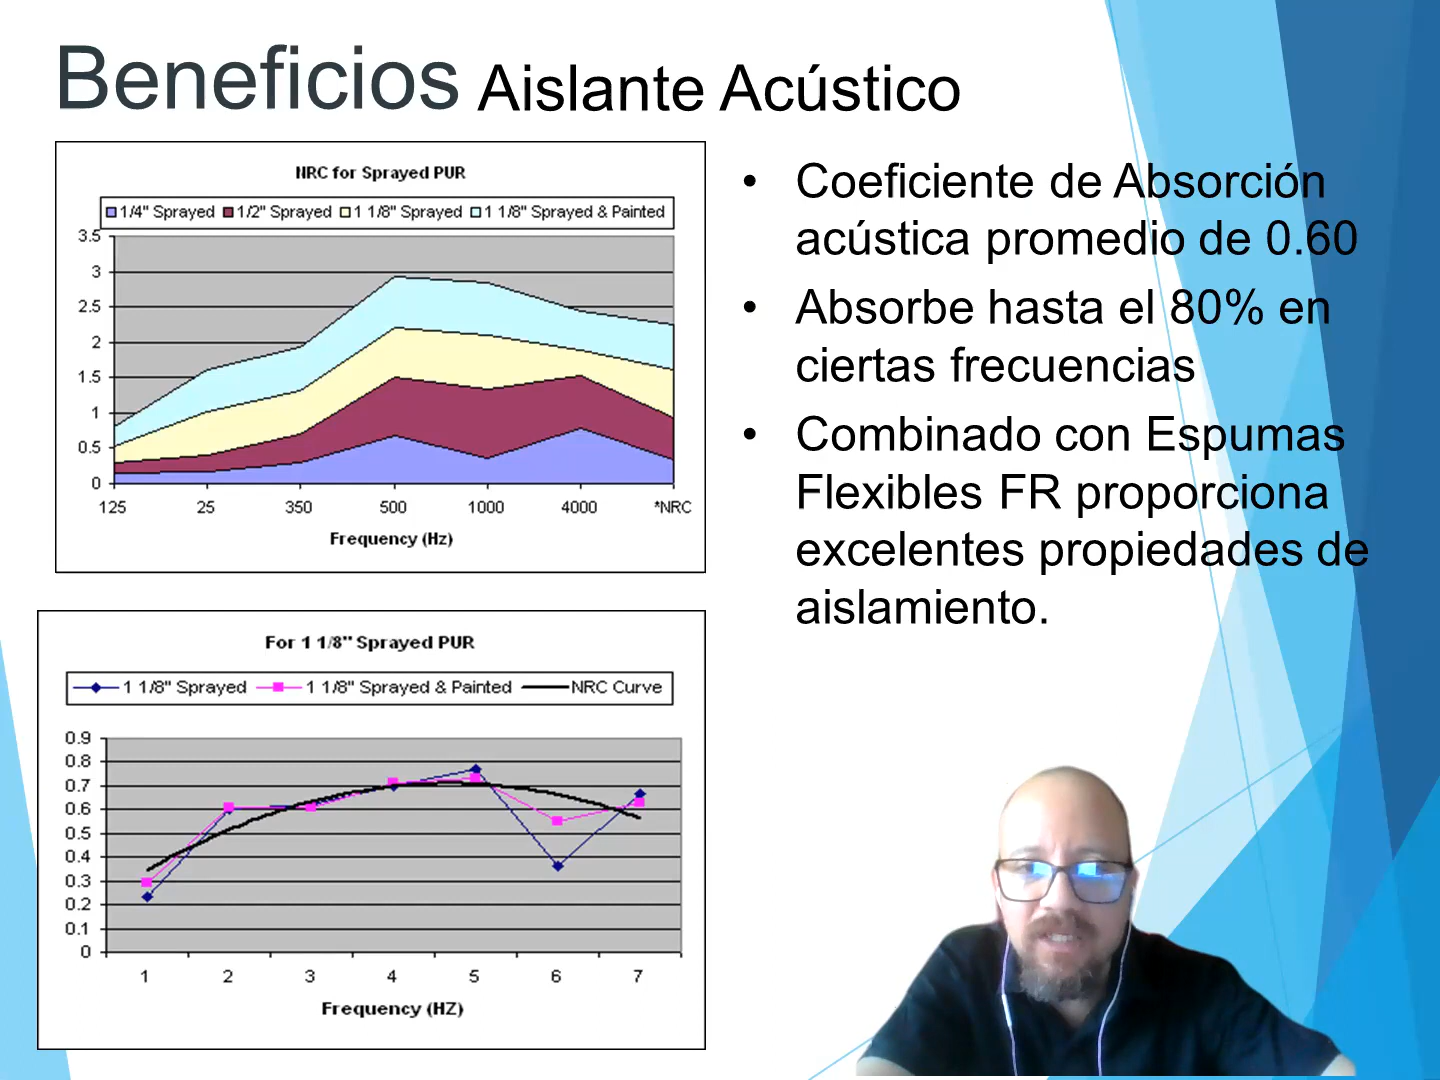 Beneficios Aislante Acústico
NRC for Sprayed PUR
1/4" Sprayed 1/2" Sprayed 1 1/8" Sprayed 1 1/8" Sprayed & Painted
3.5
3
2.5
2
1.5
1
0.5
0
125 25 350 500 1000 4000 *NRC
Frequency (Hz)
For 1 1/8" Sprayed PUR
1 1/8" Sprayed 1 1/8" Sprayed & Painted NRC Curve
0.9
0.8
0.7
0.6
0.5
0.4
0.3
0.2
0.1
0
1 2 3 4 5 6 7
Frequency (HZ)
• Coeficiente de Absorción
acústica promedio de 0.60
• Absorbe hasta el 80% en
ciertas frecuencias
• Combinado con Espumas
Flexibles FR proporciona
excelentes propiedades de
aislamiento.